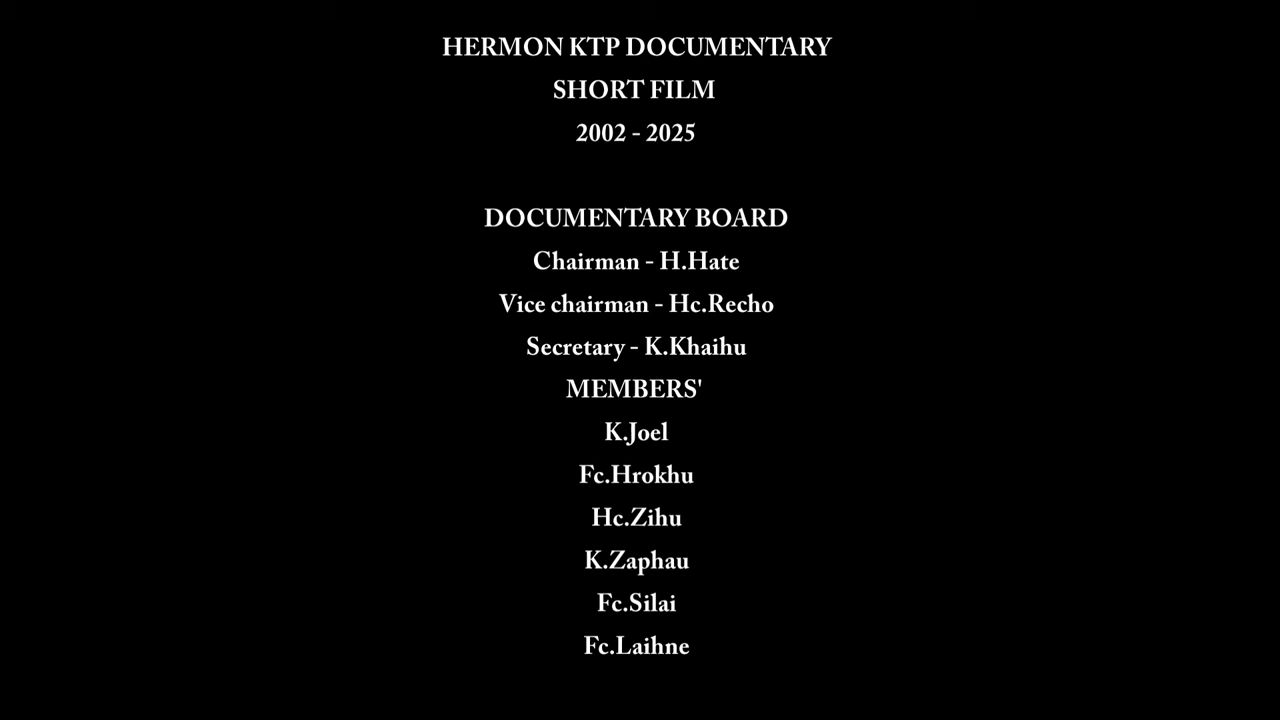 HERMON KTP DOCUMENTARY
SHORT FILM
2002 - 2025
DOCUMENTARY BOARD
Chairman - H.Hate
Vice chairman - Hc.Recho
Secretary - K.Khaihu
MEMBERS'
K.Joel
Fc.Hrokhu
Hc.Zihu
K.Zaphau
Fc.Silai
Fc.Laihne